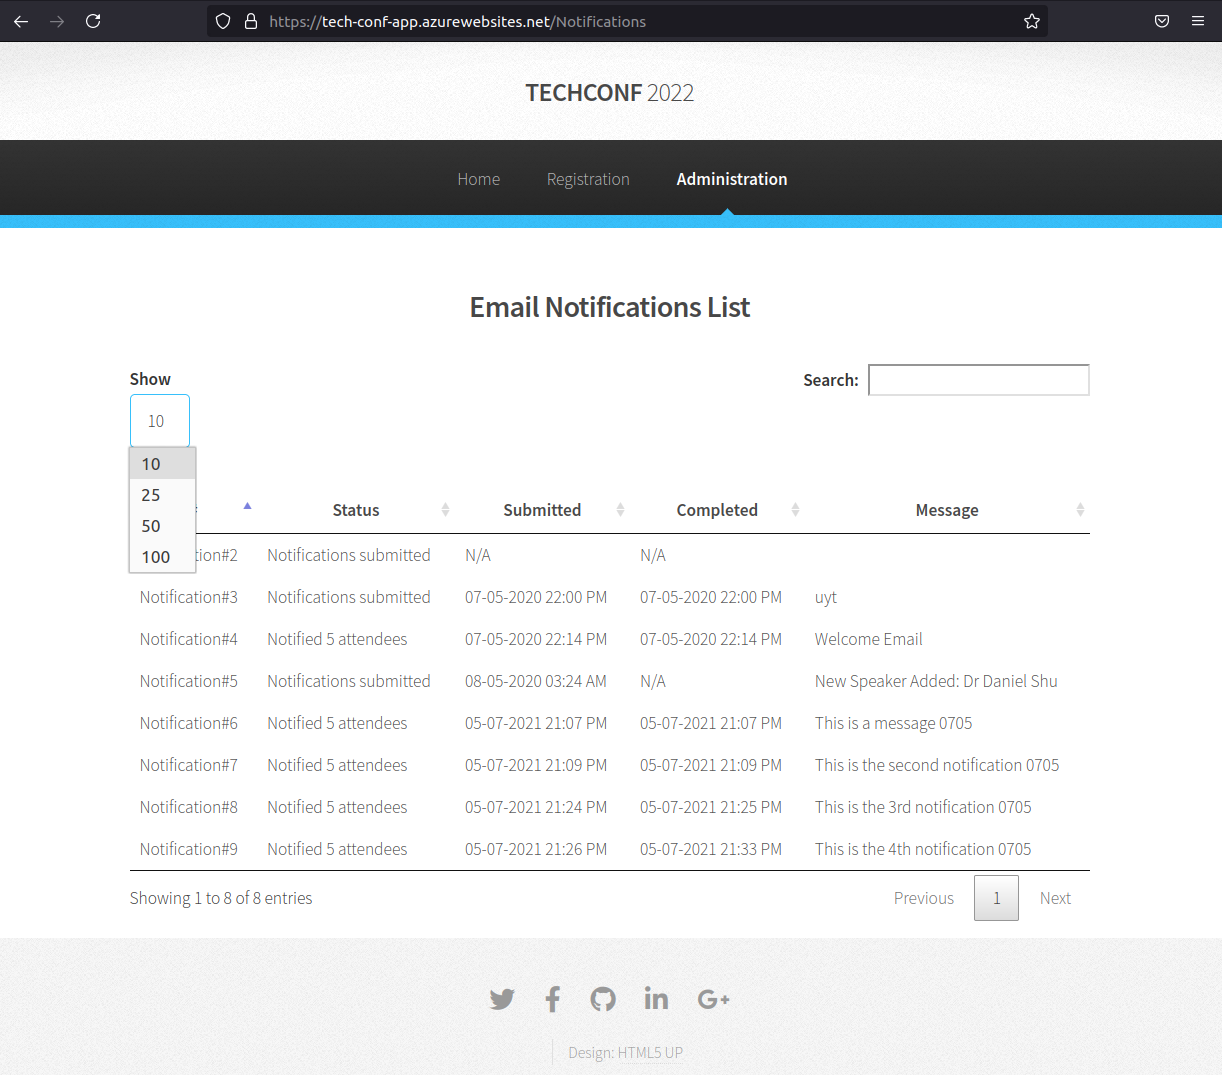 https://tech-conf-app.azurewebsites.net/Notifications
TECHCONF 2022
Home Registration Administration
Email Notifications List
Show Search:
10
10
25
50
100
Status Submitted Completed Message
tion#2 Notifications submitted N/A N/A
Notification#3 Notifications submitted 07-05-2020 22:00 PM 07-05-2020 22:00 PM uyt
Notification#4 Notified 5 attendees 07-05-2020 22:14 PM 07-05-2020 22:14 PM Welcome Email
Notification#5 Notifications submitted 08-05-2020 03:24 AM N/A New Speaker Added: Dr Daniel Shu
Notification#6 Notified 5 attendees 05-07-2021 21:07 PM 05-07-2021 21:07 PM This is a message 0705
Notification#7 Notified 5 attendees 05-07-2021 21:09 PM 05-07-2021 21:09 PM This is the second notification 0705
Notification#8 Notified 5 attendees 05-07-2021 21:24 PM 05-07-2021 21:25 PM This is the 3rd notification 0705
Notification#9 Notified 5 attendees 05-07-2021 21:26 PM 05-07-2021 21:33 PM This is the 4th notification 0705
Showing 1 to 8 of 8 entries Previous 1 Next
Design: HTML5 UP